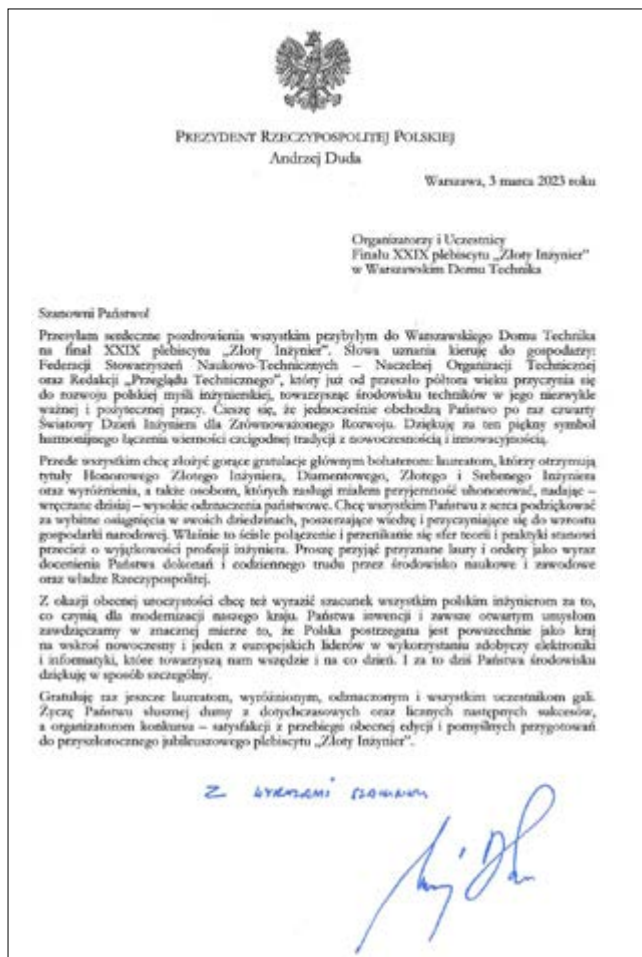 PREZYDENT RZECZYPOSPOLITEJ POLSKIEJ
Andrzej Duda
Warszawa, 3 marca 2023 roku
Organizatorzy i Uczestnicy
Finału XXIX plebiscytu „Złoty Inżynier”
w Warszawskim Domu Technika
Szanowni Państwo!
Przesyłam serdeczne pozdrowienia wszystkim przybyłym do Warszawskiego Domu Technika
na finał XXIX plebiscytu „Złoty Inżynier”. Słowa uznania kieruję do gospodarzy:
Federacji Stowarzyszeń Naukowo-Technicznych – Naczelnej Organizacji Technicznej
oraz Redakcji „Przeglądu Technicznego”, który już od przeszło półtora wieku przyczynia się
do rozwoju polskiej myśli inżynierskiej, towarzysząc środowisku techników w jego niezwykle
ważnej i pożytecznej pracy. Cieszę się, że jednocześnie obchodzą Państwo po raz czwarty
Światowy Dzień Inżyniera dla Zrównoważonego Rozwoju. Dziękuję za ten piękny symbol
harmonijnego łączenia wierności czcigodnej tradycji z nowoczesnością i innowacyjnością.
Przede wszystkim chcę złożyć gorące gratulacje głównym bohaterom: laureatom, którzy otrzymują
tytuły Honorowego Złotego Inżyniera, Diamentowego, Złotego i Srebrnego Inżyniera
oraz wyróżnienia, a także osobom, których zasługi miałem przyjemność uhonorować, nadając –
wręczane dzisiaj – wysokie odznaczenia państwowe. Chcę wszystkim Państwu z serca podziękować
za wybitne osiągnięcia w swoich dziedzinach, poszerzające wiedzę i przyczyniające się do wzrostu
gospodarki narodowej. Właśnie to ścisłe połączenie i przenikanie się sfer teorii i praktyki stanowi
przecież o wyjątkowości profesji inżyniera. Proszę przyjąć przyznane laury i ordery jako wyraz
docenienia Państwa dokonań i codziennego trudu przez środowisko naukowe i zawodowe
oraz władze Rzeczypospolitej.
Z okazji obecnej uroczystości chcę też wyrazić szacunek wszystkim polskim inżynierom za to,
co czynią dla modernizacji naszego kraju. Państwa inwencji i zawsze otwartym umysłom
zawdzięczamy w znacznej mierze to, że Polska postrzegana jest powszechnie jako kraj
na wskroś nowoczesny i jeden z europejskich liderów w wykorzystaniu zdobyczy elektroniki
i informatyki, które towarzyszą nam wszędzie i na co dzień. I za to dziś Państwa środowisku
dziękuję w sposób szczególny.
Gratuluję raz jeszcze laureatom, wyróżnionym, odznaczonym i wszystkim uczestnikom gali.
Życzę Państwu słusznej dumy z dotychczasowych oraz licznych następnych sukcesów,
a organizatorom konkursu – satysfakcji z przebiegu obecnej edycji i pomyślnych przygotowań
do przyszłorocznego jubileuszowego plebiscytu „Złoty Inżynier”.
Z WYRAZAMI SZACUNKU